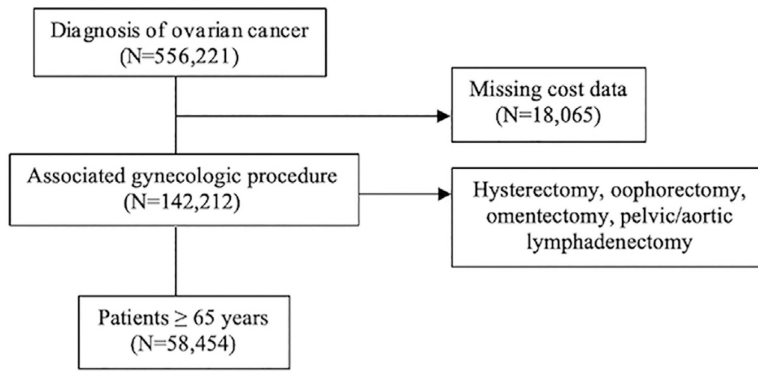 Diagnosis of ovarian cancer
(N=556,221)
Missing cost data
(N=18,065)
Associated gynecologic procedure
(N=142,212)
Hysterectomy, oophorectomy,
omentectomy, pelvic/aortic
lymphadenectomy
Patients ≥ 65 years
(N=58,454)